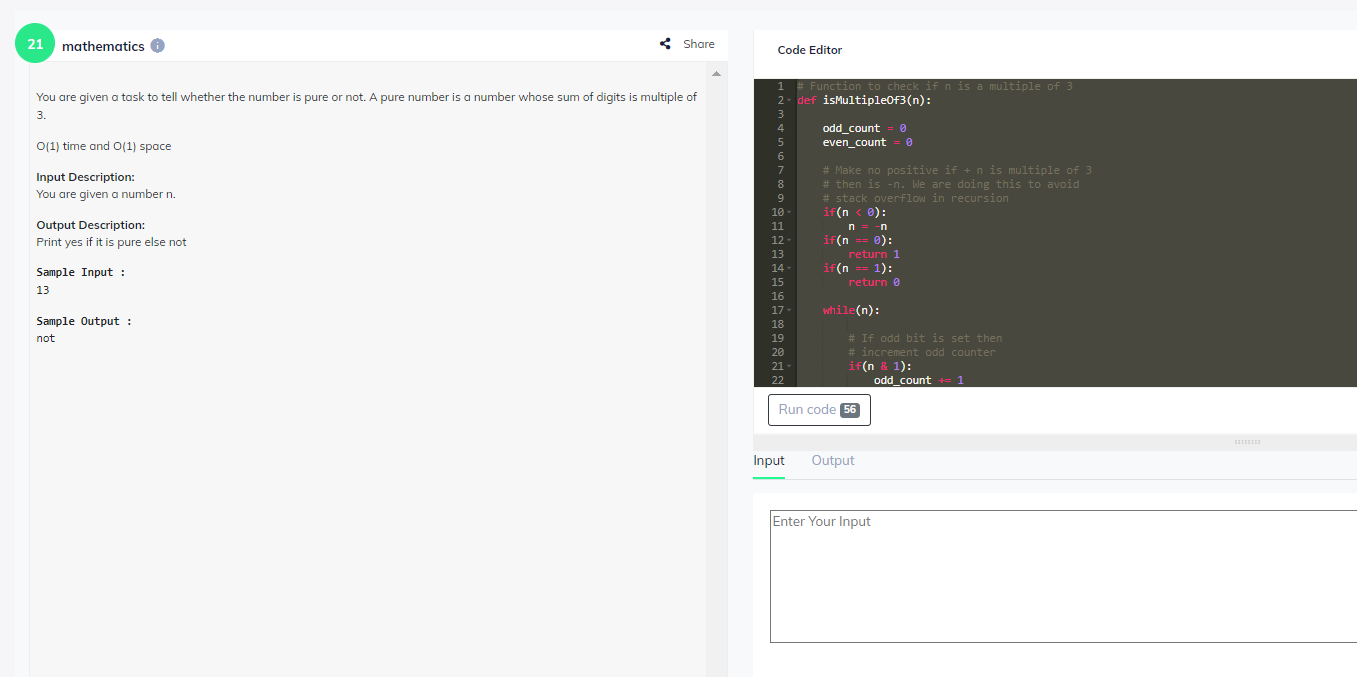 21
mathematics
Share
You are given a task to tell whether the number is pure or not. A pure number is a number whose sum of digits is multiple of
3.
O(1) time and O(1) space
Input Description:
You are given a number n.
Output Description:
Print yes if it is pure else not
Sample Input :
13
Sample Output :
not
Code Editor
1 # Function to check if n is a multiple of 3
2 def isMultipleOf3(n):
3
4 odd_count = 0
5 even_count = 0
6
7 # Make no positive if + n is multiple of 3
8 # then is -n. We are doing this to avoid
9 # stack overflow in recursion
10 if(n < 0):
11 n = -n
12 if(n == 0):
13 return 1
14 if(n == 1):
15 return 0
16
17 while(n):
18
19 # If odd bit is set then
20 # increment odd counter
21 if(n & 1):
22 odd_count += 1
Run code 56
Input Output
Enter Your Input